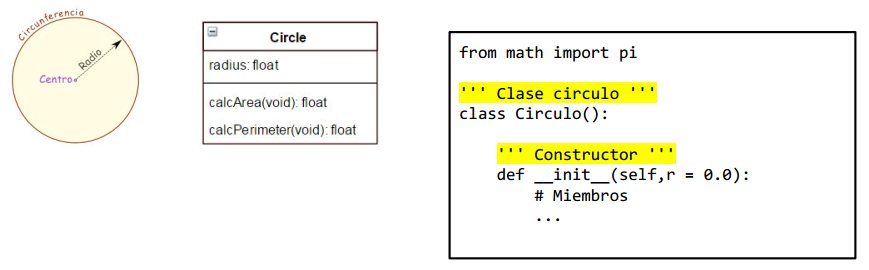 Circunferencia
Radio
Centro
Circle
radius: float
calcArea(void): float
calcPerimeter(void): float
from math import pi
''' Clase circulo '''
class Circulo():
''' Constructor '''
def __init__(self,r = 0.0):
# Miembros
...